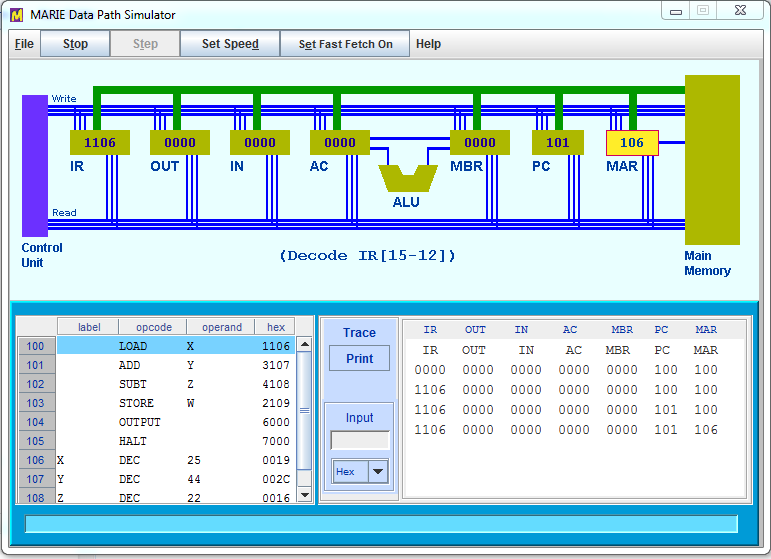 MARIE Data Path Simulator
File Stop Step Set Speed Set Fast Fetch On Help
Write
1106 0000 0000 0000 0000 101 106
IR OUT IN AC MBR PC MAR
ALU
Read
Control
Unit
(Decode IR[15-12])
Main
Memory
label opcode operand hex
100 LOAD X 1106
101 ADD Y 3107
102 SUBT Z 4108
103 STORE W 2109
104 OUTPUT 6000
105 HALT 7000
106 X DEC 25 0019
107 Y DEC 44 002C
108 Z DEC 22 0016
Trace
Print
Input
Hex
IR OUT IN AC MBR PC MAR
IR OUT IN AC MBR PC MAR
0000 0000 0000 0000 0000 100 100
1106 0000 0000 0000 0000 100 100
1106 0000 0000 0000 0000 101 100
1106 0000 0000 0000 0000 101 106